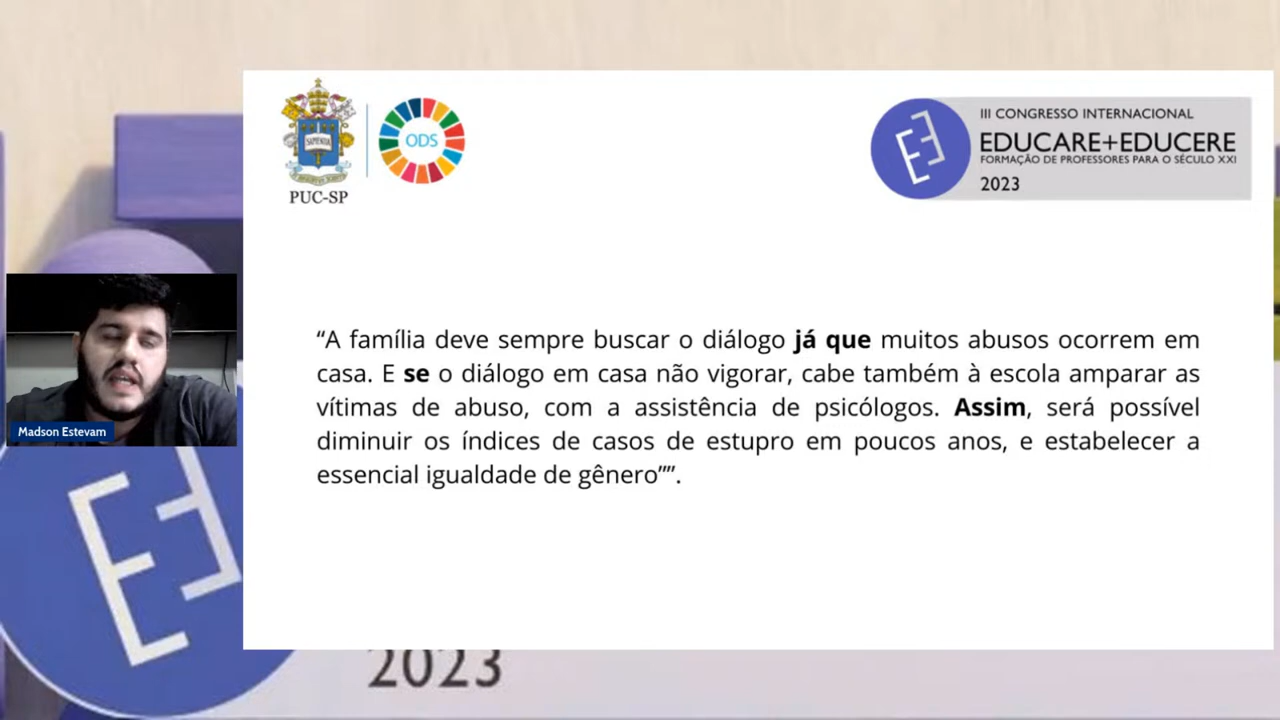 PUC-SP
ODS
III CONGRESSO INTERNACIONAL
EDUCARE+EDUCERE
FORMAÇÃO DE PROFESSORES PARA O SÉCULO XXI
2023
“A família deve sempre buscar o diálogo já que muitos abusos ocorrem em
casa. E se o diálogo em casa não vigorar, cabe também à escola amparar as
vítimas de abuso, com a assistência de psicólogos. Assim, será possível
diminuir os índices de casos de estupro em poucos anos, e estabelecer a
essencial igualdade de gênero””.
Madson Estevam
2023